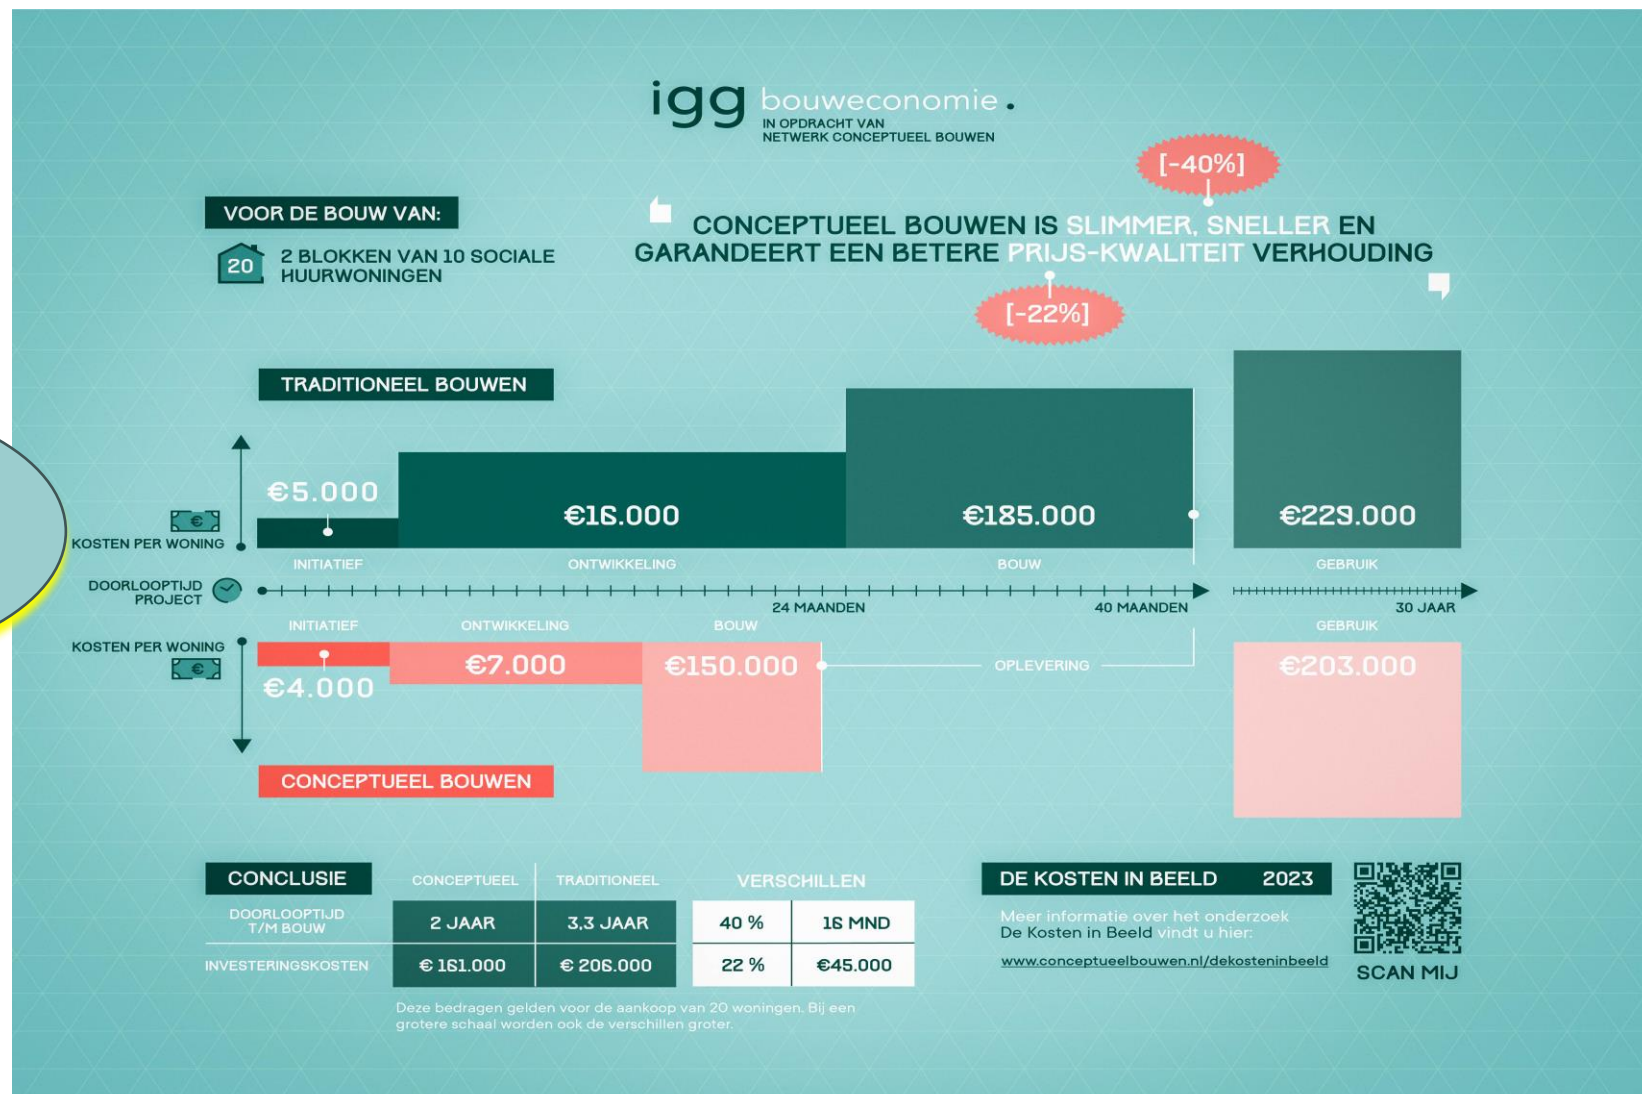 igg bouweconomie.
IN OPDRACHT VAN
NETWERK CONCEPTUEEL BOUWEN
[-40%]
VOOR DE BOUW VAN:
20
2 BLOKKEN VAN 10 SOCIALE
HUURWONINGEN
CONCEPTUEEL BOUWEN IS SLIMMER, SNELLER EN
GARANDEERT EEN BETERE PRIJS-KWALITEIT VERHOUDING
[-22%]
TRADITIONEEL BOUWEN
€5.000
€16.000
€185.000
€229.000
€
KOSTEN PER WONING
INITIATIEF
ONTWIKKELING
BOUW
GEBRUIK
DOORLOOPTIJD
PROJECT
24 MAANDEN
40 MAANDEN
30 JAAR
INITIATIEF
ONTWIKKELING
BOUW
GEBRUIK
KOSTEN PER WONING
€
€4.000
€7.000
€150.000
OPLEVERING
€203.000
CONCEPTUEEL BOUWEN
CONCLUSIE
CONCEPTUEEL
TRADITIONEEL
VERSCHILLEN
DOORLOOPTIJD
T/M BOUW
2 JAAR
3,3 JAAR
40 %
16 MND
INVESTERINGSKOSTEN
€ 161.000
€ 206.000
22 %
€45.000
Deze bedragen gelden voor de aankoop van 20 woningen. Bij een
grotere schaal worden ook de verschillen groter.
DE KOSTEN IN BEELD 2023
Meer informatie over het onderzoek
De Kosten in Beeld vindt u hier:
www.conceptueelbouwen.nl/dekosteninbeeld
SCAN MIJ